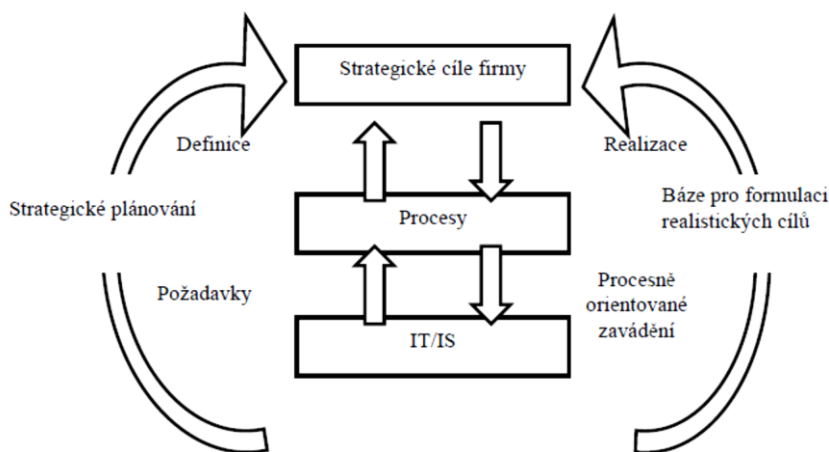 Strategické cíle firmy
Definice
Realizace
Strategické plánování
Procesy
Báze pro formulaci
realistických cílů
Požadavky
Procesně
orientované
zavádění
IT/IS